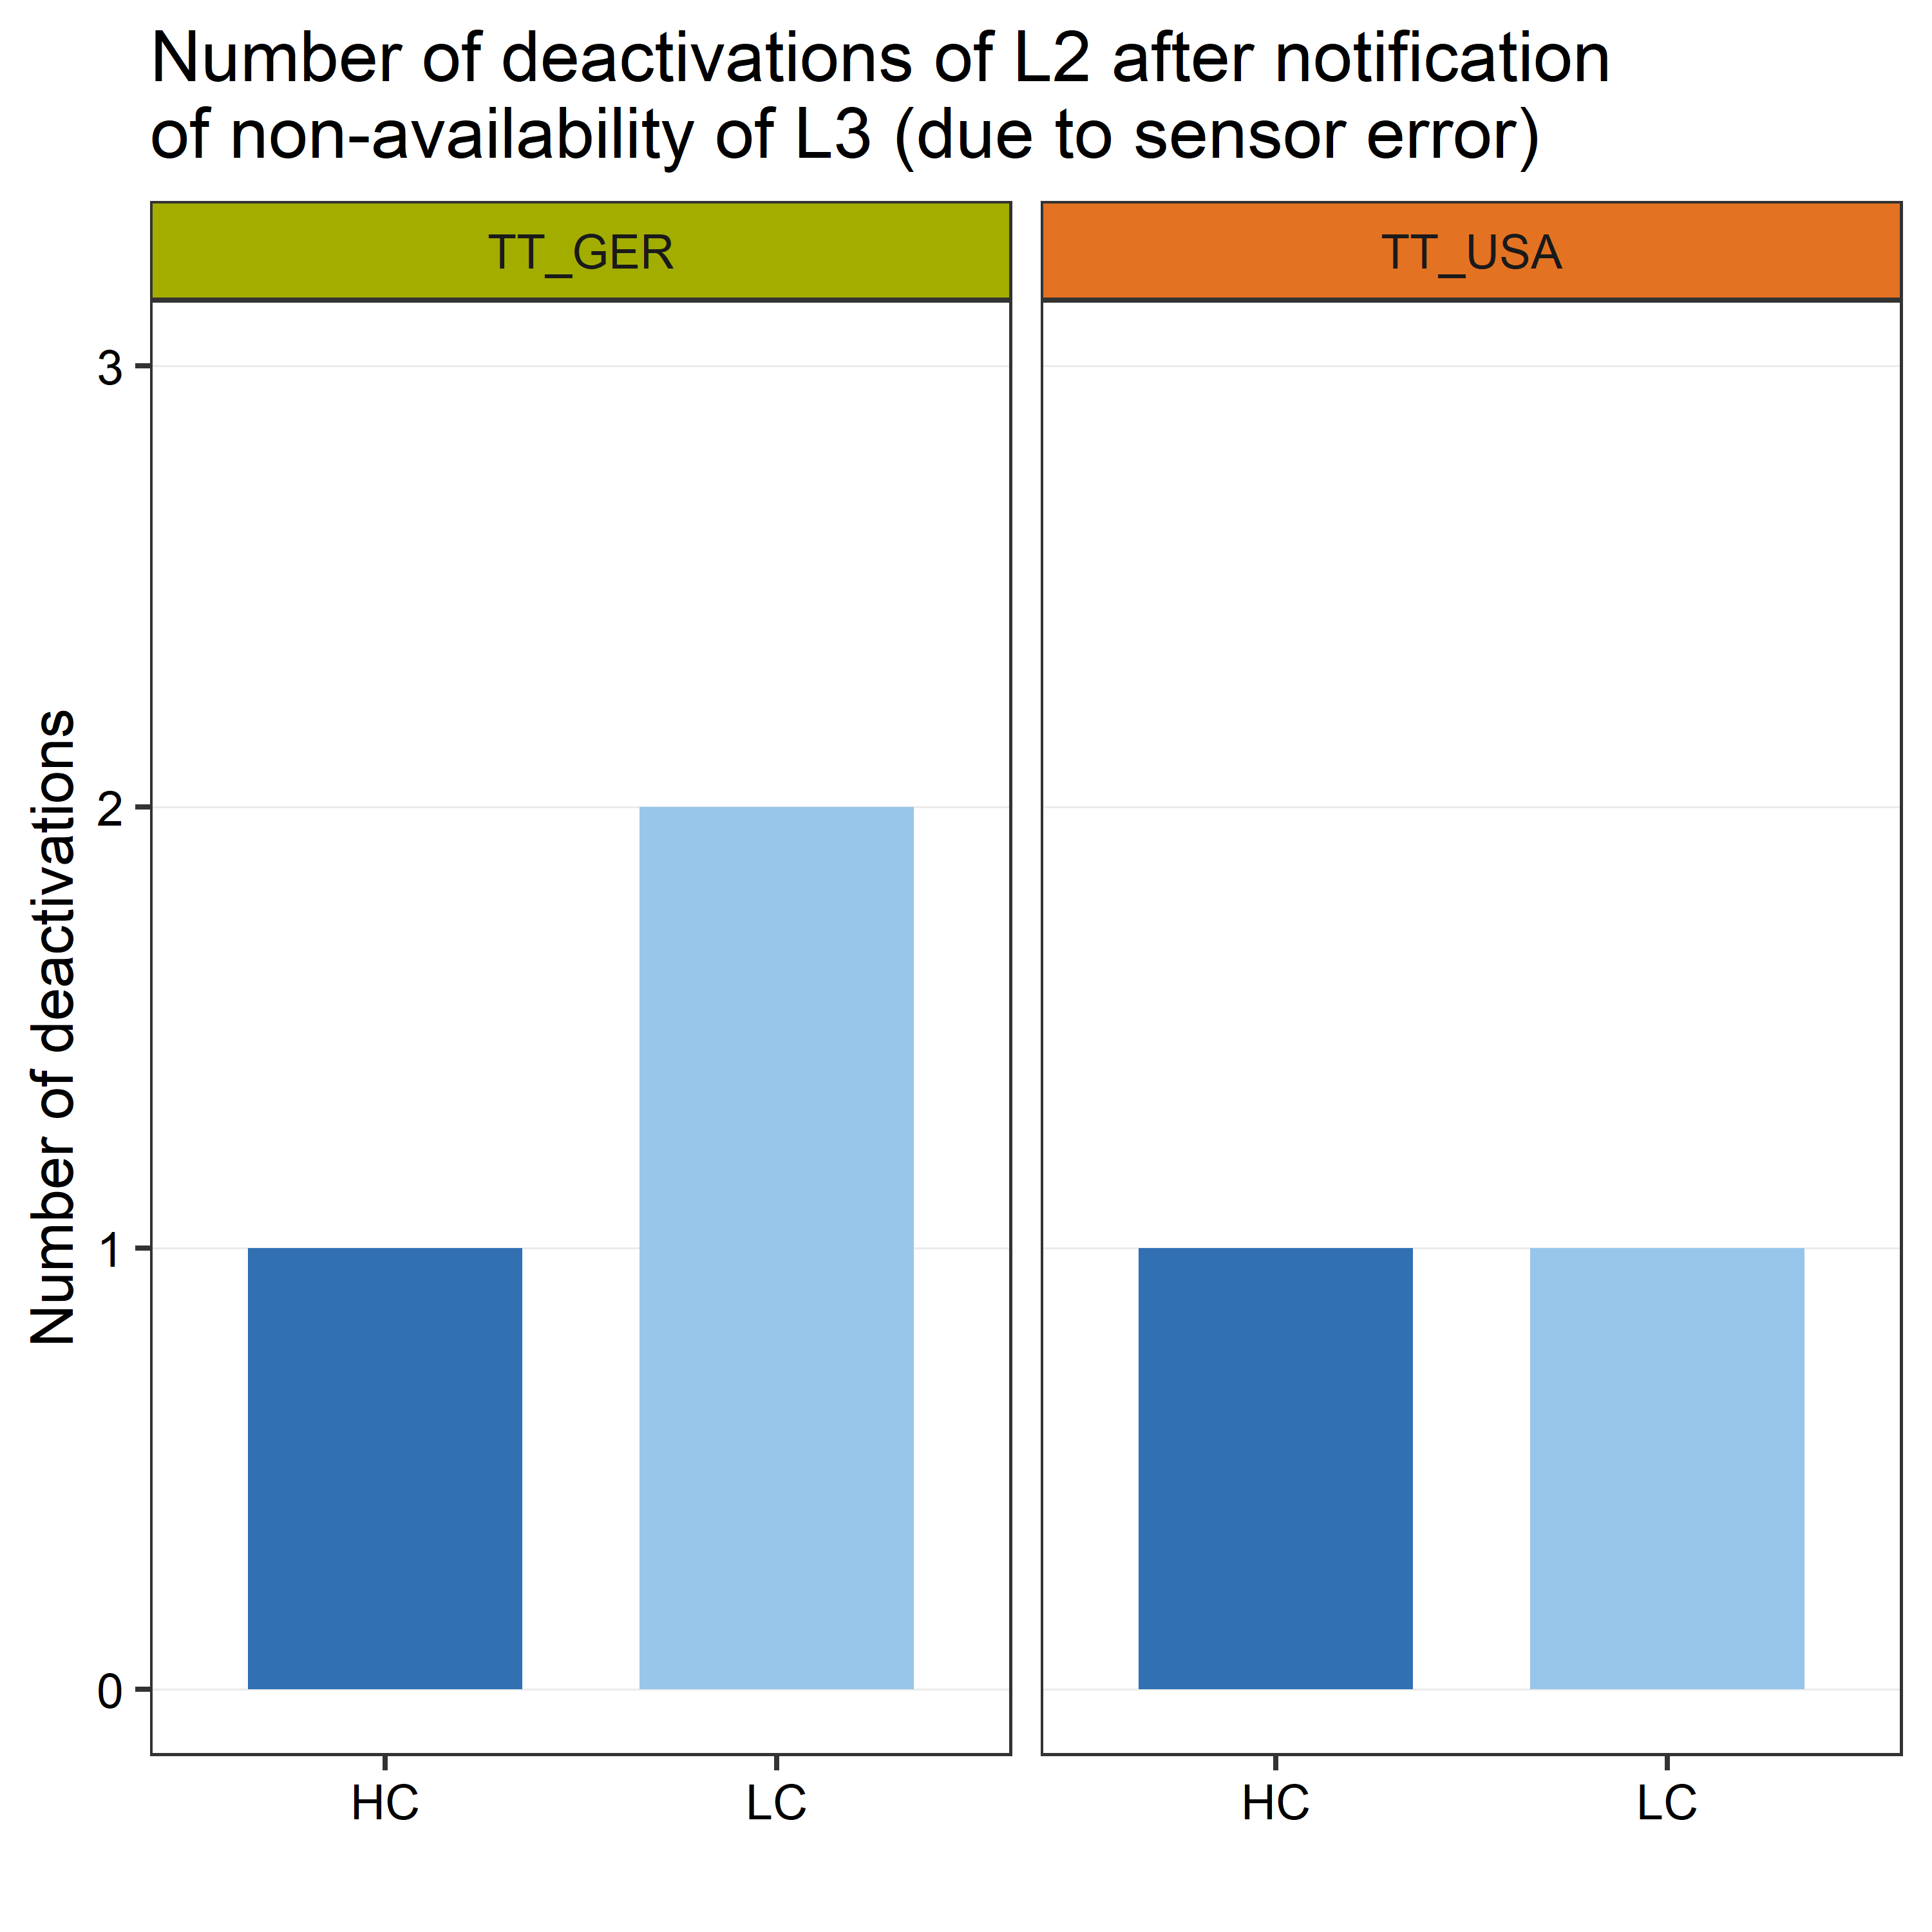 Number of deactivations of L2 after notification
of non-availability of L3 (due to sensor error)
TT_GER
TT_USA
Number of deactivations
3
2
1
0
HC
LC
HC
LC